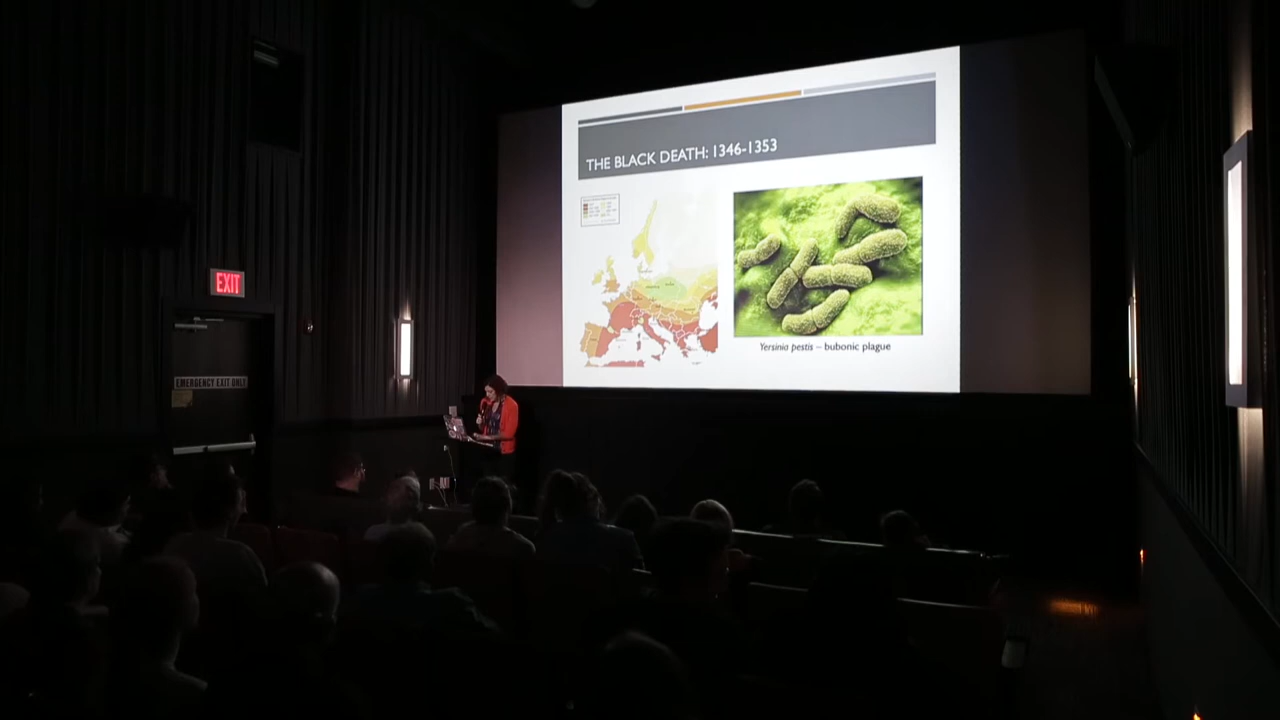 THE BLACK DEATH: 1346-1353
Yersinia pestis – bubonic plague
EXIT
EMERGENCY EXIT ONLY